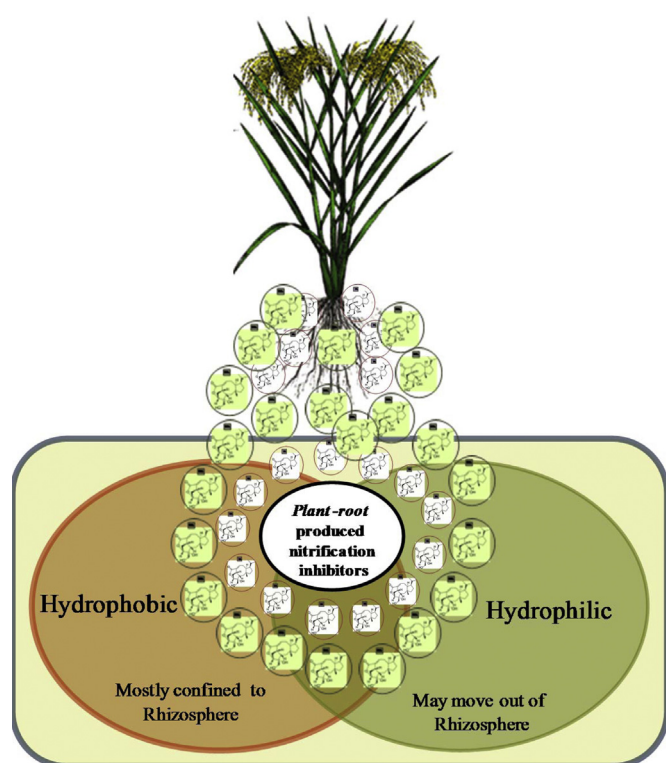 Plant-root
produced
nitrification
inhibitors
Hydrophobic
Hydrophilic
Mostly confined to
Rhizosphere
May move out of
Rhizosphere